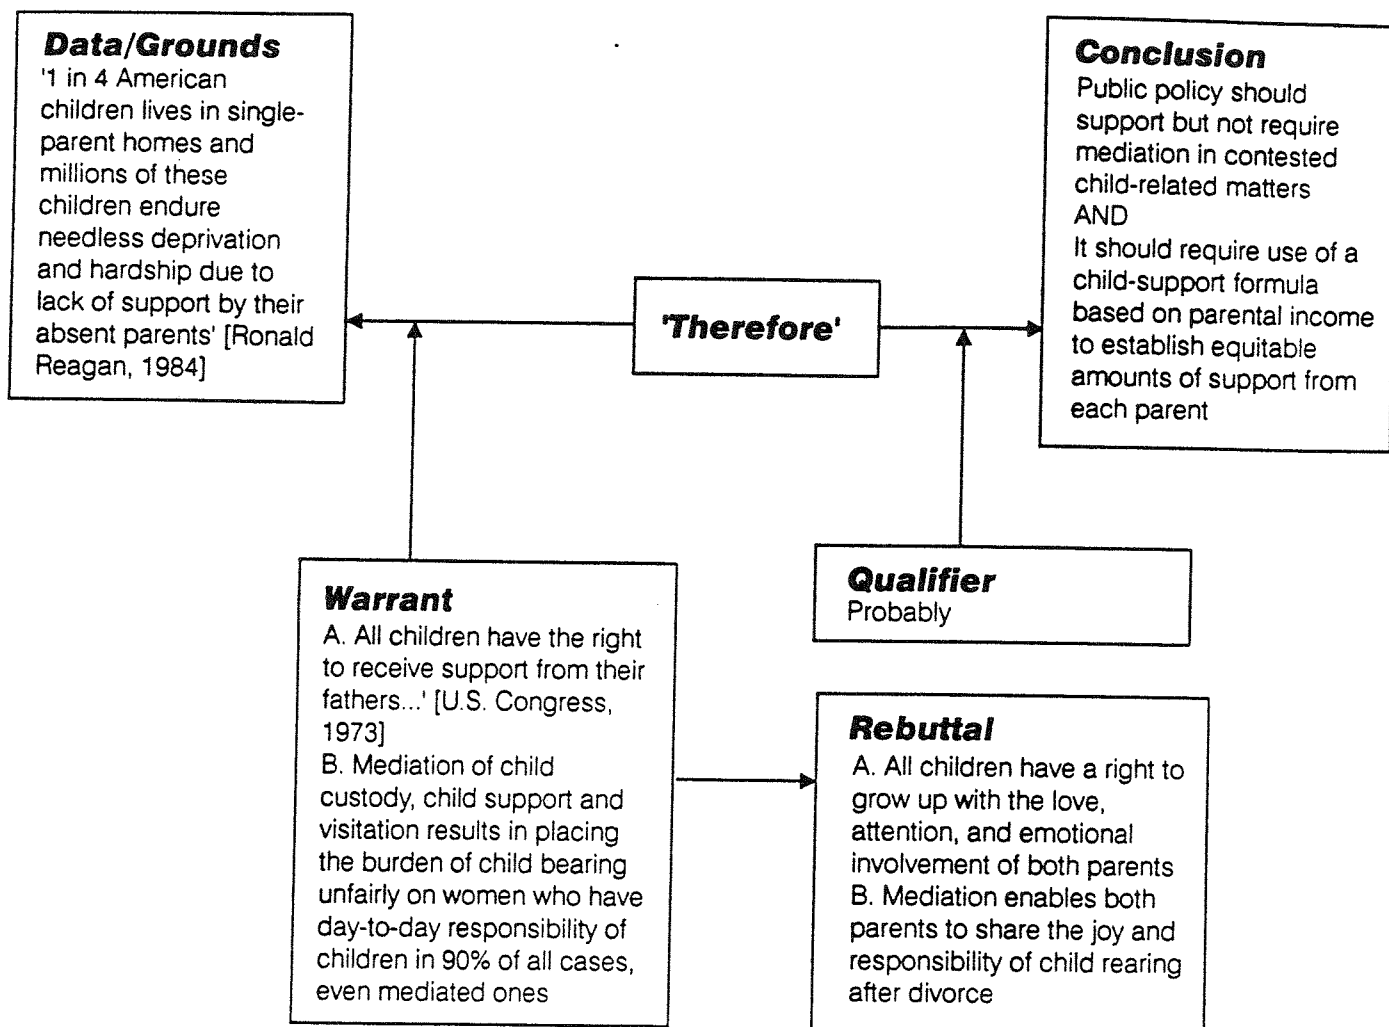 Data/Grounds
'1 in 4 American
children lives in single-
parent homes and
millions of these
children endure
needless deprivation
and hardship due to
lack of support by their
absent parents' [Ronald
Reagan, 1984]
'Therefore'
Conclusion
Public policy should
support but not require
mediation in contested
child-related matters
AND
It should require use of a
child-support formula
based on parental income
to establish equitable
amounts of support from
each parent
Warrant
A. All children have the right
to receive support from their
fathers...' [U.S. Congress,
1973]
B. Mediation of child
custody, child support and
visitation results in placing
the burden of child bearing
unfairly on women who have
day-to-day responsibility of
children in 90% of all cases,
even mediated ones
Qualifier
Probably
Rebuttal
A. All children have a right to
grow up with the love,
attention, and emotional
involvement of both parents
B. Mediation enables both
parents to share the joy and
responsibility of child rearing
after divorce